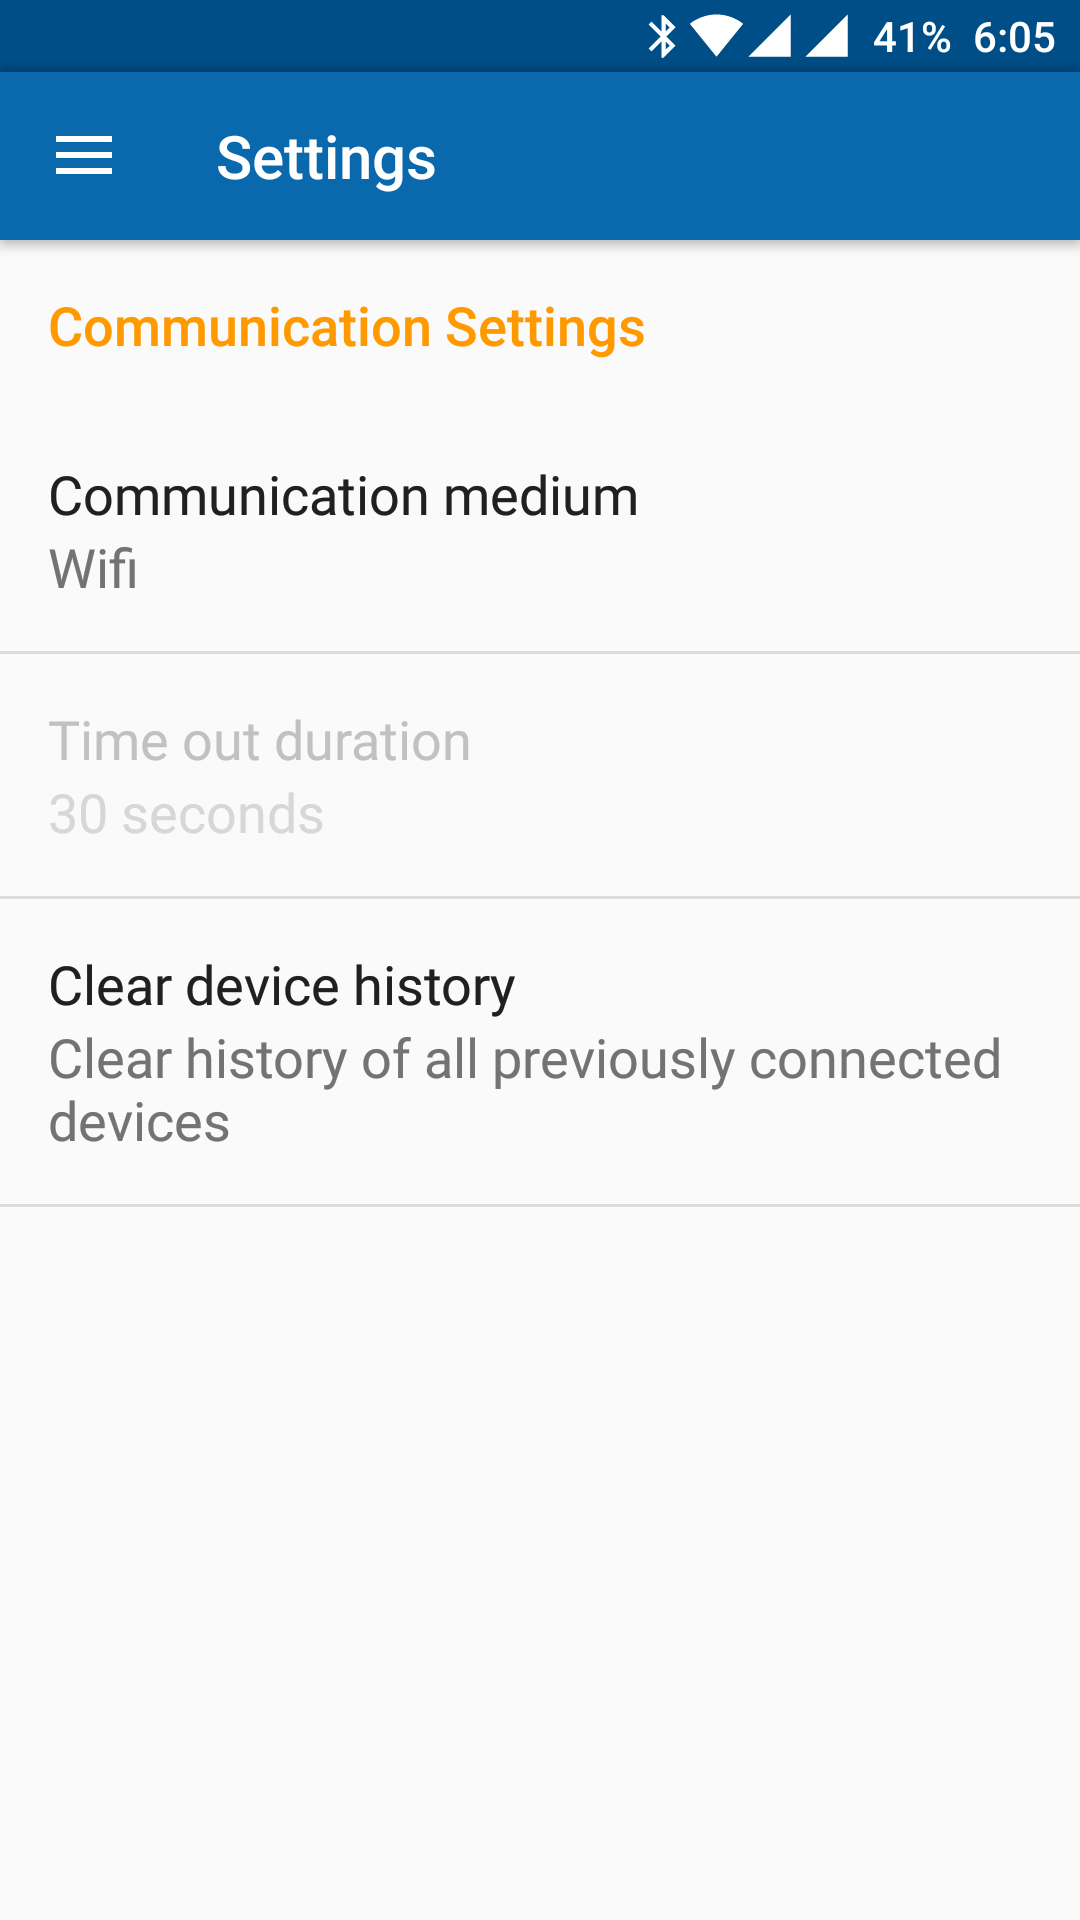 41% 6:05
Settings
Communication Settings
Communication medium
Wifi
Time out duration
30 seconds
Clear device history
Clear history of all previously connected
devices